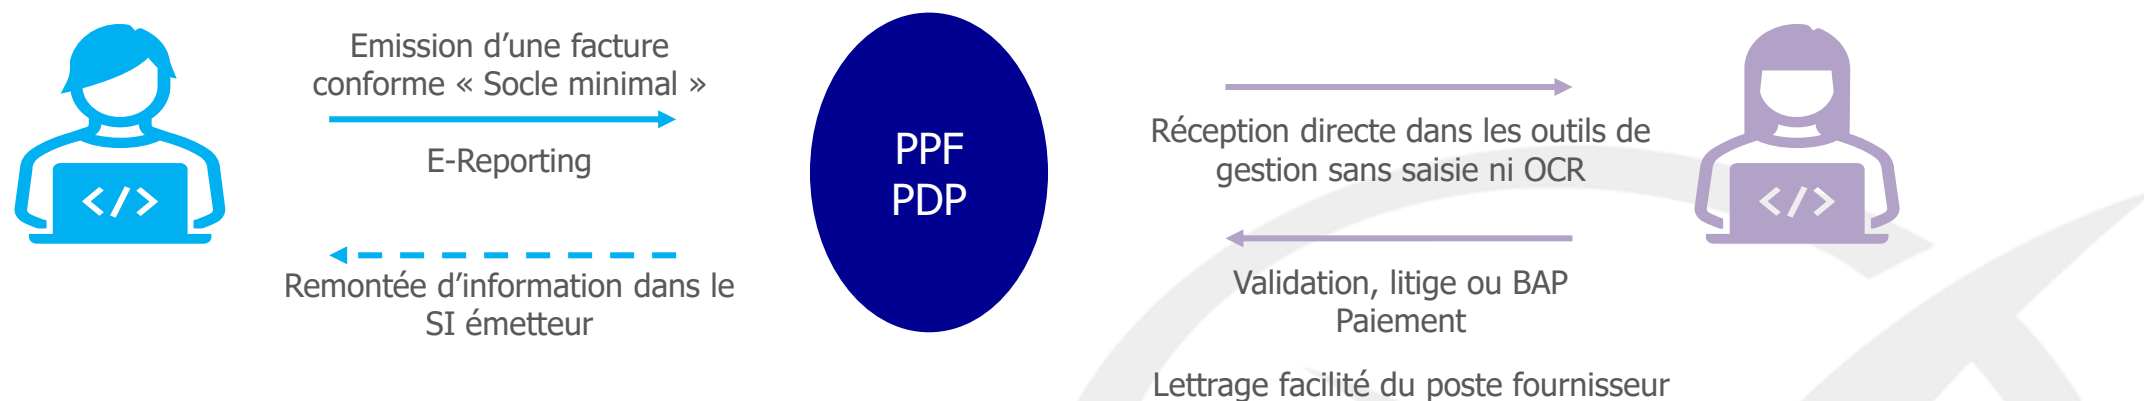 Emission d’une facture
conforme « Socle minimal »
E-Reporting
Remontée d’information dans le
SI émetteur
</>
PPF
PDP
Réception directe dans les outils de
gestion sans saisie ni OCR
Validation, litige ou BAP
Paiement
Lettrage facilité du poste fournisseur
</>